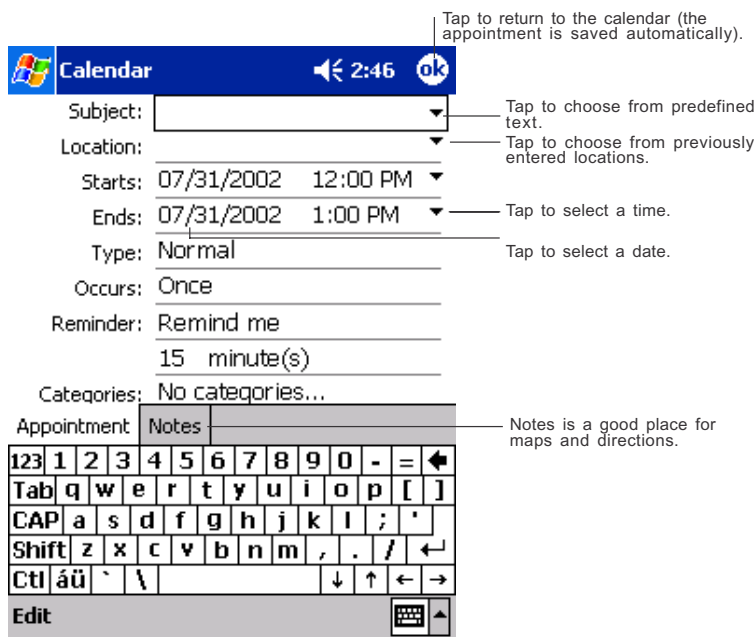 Tap to return to the calendar (the
appointment is saved automatically).
Calendar 2:46 ok
Subject:
Tap to choose from predefined
text.
Location:
Tap to choose from previously
entered locations.
Starts: 07/31/2002 12:00 PM
Ends: 07/31/2002 1:00 PM
Tap to select a time.
Type: Normal
Tap to select a date.
Occurs: Once
Reminder: Remind me
15 minute(s)
Categories: No categories...
Appointment Notes
Notes is a good place for
maps and directions.
123 1 2 3 4 5 6 7 8 9 0 - = ←
Tab q w e r t y u i o p [ ]
CAP a s d f g h j k l ; '
Shift z x c v b n m , . / ↵
Ctl áü ` \ ↓ ↑ ← →
Edit